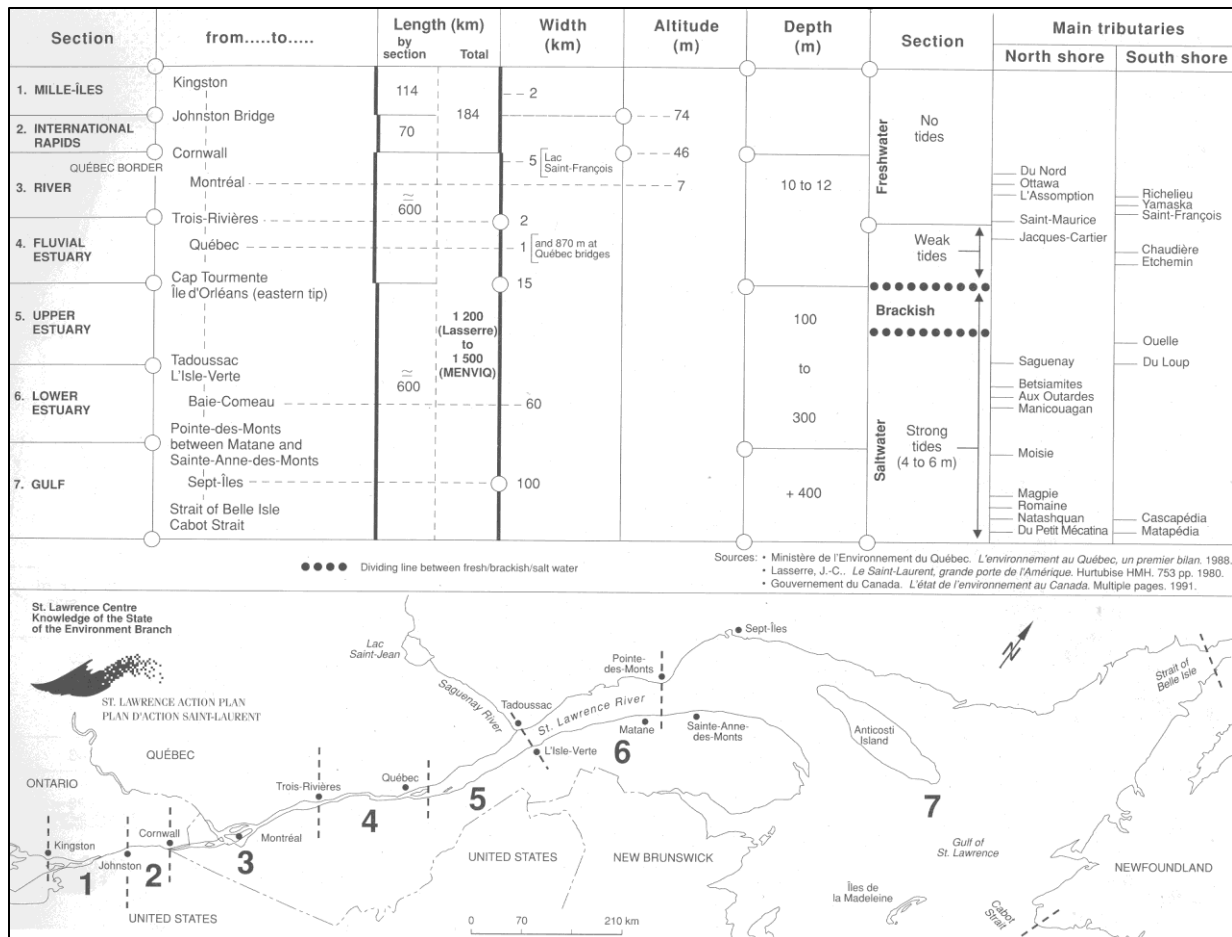 Section
from.....to.....
Length (km)
by
section
Total
Width
(km)
Altitude
(m)
Depth
(m)
Section
Main tributaries
North shore
South shore
1. MILLE-ÎLES
2. INTERNATIONAL
RAPIDS
QUÉBEC BORDER
3. RIVER
4. FLUVIAL
ESTUARY
5. UPPER
ESTUARY
6. LOWER
ESTUARY
7. GULF
Kingston
Johnston Bridge
Cornwall
Montréal
Trois-Rivières
Québec
Cap Tourmente
Île d'Orléans (eastern tip)
Tadoussac
L'Isle-Verte
Baie-Comeau
Pointe-des-Monts
between Matane and
Sainte-Anne-des-Monts
Sept-Îles
Strait of Belle Isle
Cabot Strait
114
70
≃
600
≃
600
184
1 200
(Lasserre)
to
1 500
(MENVIQ)
2
5
Lac
Saint-François
2
1
and 870 m at
Québec bridges
15
60
100
74
46
7
10 to 12
100
to
300
+ 400
Freshwater
Saltwater
No
tides
Weak
tides
Brackish
Strong
tides
(4 to 6 m)
Du Nord
Ottawa
L'Assomption
Saint-Maurice
Jacques-Cartier
Saguenay
Betsiamites
Aux Outardes
Manicouagan
Moisie
Magpie
Romaine
Natashquan
Du Petit Mécatina
Richelieu
Yamaska
Saint-François
Chaudière
Etchemin
Ouelle
Du Loup
Cascapédia
Matapédia
Dividing line between fresh/brackish/salt water
Sources: • Ministère de l'Environnement du Québec. L'environnement au Québec, un premier bilan. 1988.
• Lasserre, J.-C.. Le Saint-Laurent, grande porte de l'Amérique. Hurtubise HMH. 753 pp. 1980.
• Gouvernement du Canada. L'état de l'environnement au Canada. Multiple pages. 1991.
St. Lawrence Centre
Knowledge of the State
of the Environment Branch
ST. LAWRENCE ACTION PLAN
PLAN D'ACTION SAINT-LAURENT
Lac
Saint-Jean
Saguenay River
Tadoussac
St. Lawrence River
Pointe-
des-Monts
Sept-Îles
N
Strait of
Belle Isle
QUÉBEC
ONTARIO
Trois-Rivières
Québec
L'Isle-Verte
Matane
Sainte-Anne-
des-Monts
Anticosti
Island
Kingston
Johnston
Cornwall
Montréal
1
2
3
4
5
6
7
UNITED STATES
UNITED STATES
NEW BRUNSWICK
Gulf of
St. Lawrence
Îles de
la Madeleine
NEWFOUNDLAND
Cabot
Strait
0 70 210 km